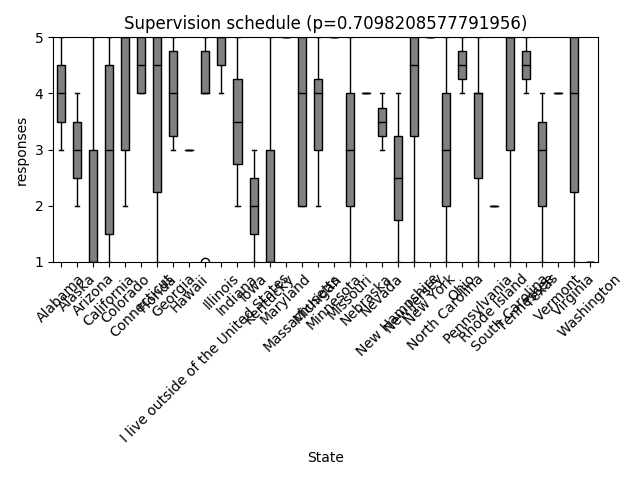 Supervision schedule (p=0.7098208577791956)
responses
5
4
3
2
1
Alabama
Alaska
Arizona
California
Colorado
Connecticut
Florida
Georgia
Hawaii
I live outside of the United States
Illinois
Indiana
Iowa
Kentucky
Maryland
Massachusetts
Michigan
Minnesota
Missouri
Nebraska
Nevada
New Hampshire
New Jersey
New York
North Carolina
Ohio
Pennsylvania
Rhode Island
South Carolina
Tennessee
Texas
Vermont
Virginia
Washington
State